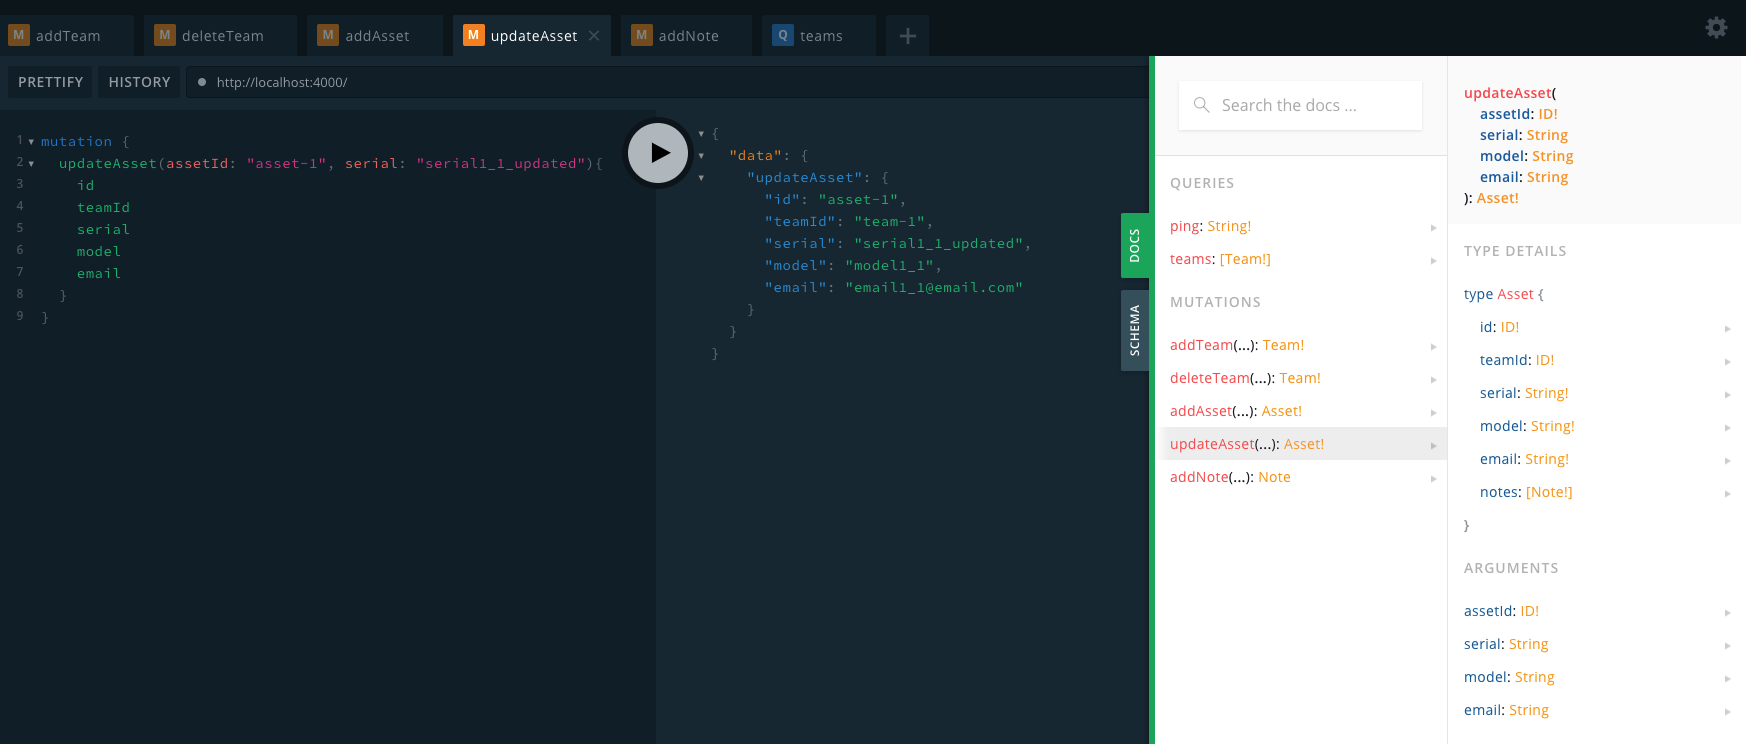 M addTeam
M deleteTeam
M addAsset
M updateAsset
M addNote
Q teams
PRETTIFY
HISTORY
http://localhost:4000/
1 mutation {
2 updateAsset(assetId: "asset-1", serial: "serial1_1_updated"){
3 id
4 teamId
5 serial
6 model
7 email
8 }
9 }
{
"data": {
"updateAsset": {
"id": "asset-1",
"teamId": "team-1",
"serial": "serial1_1_updated",
"model": "model1_1",
"email": "email1_1@email.com"
}
}
}
DOCS
SCHEMA
Search the docs ...
QUERIES
ping: String!
teams: [Team!]
MUTATIONS
addTeam(...): Team!
deleteTeam(...): Team!
addAsset(...): Asset!
updateAsset(...): Asset!
addNote(...): Note
updateAsset(
assetId: ID!
serial: String
model: String
email: String
): Asset!
TYPE DETAILS
type Asset {
id: ID!
teamId: ID!
serial: String!
model: String!
email: String!
notes: [Note!]
}
ARGUMENTS
assetId: ID!
serial: String
model: String
email: String